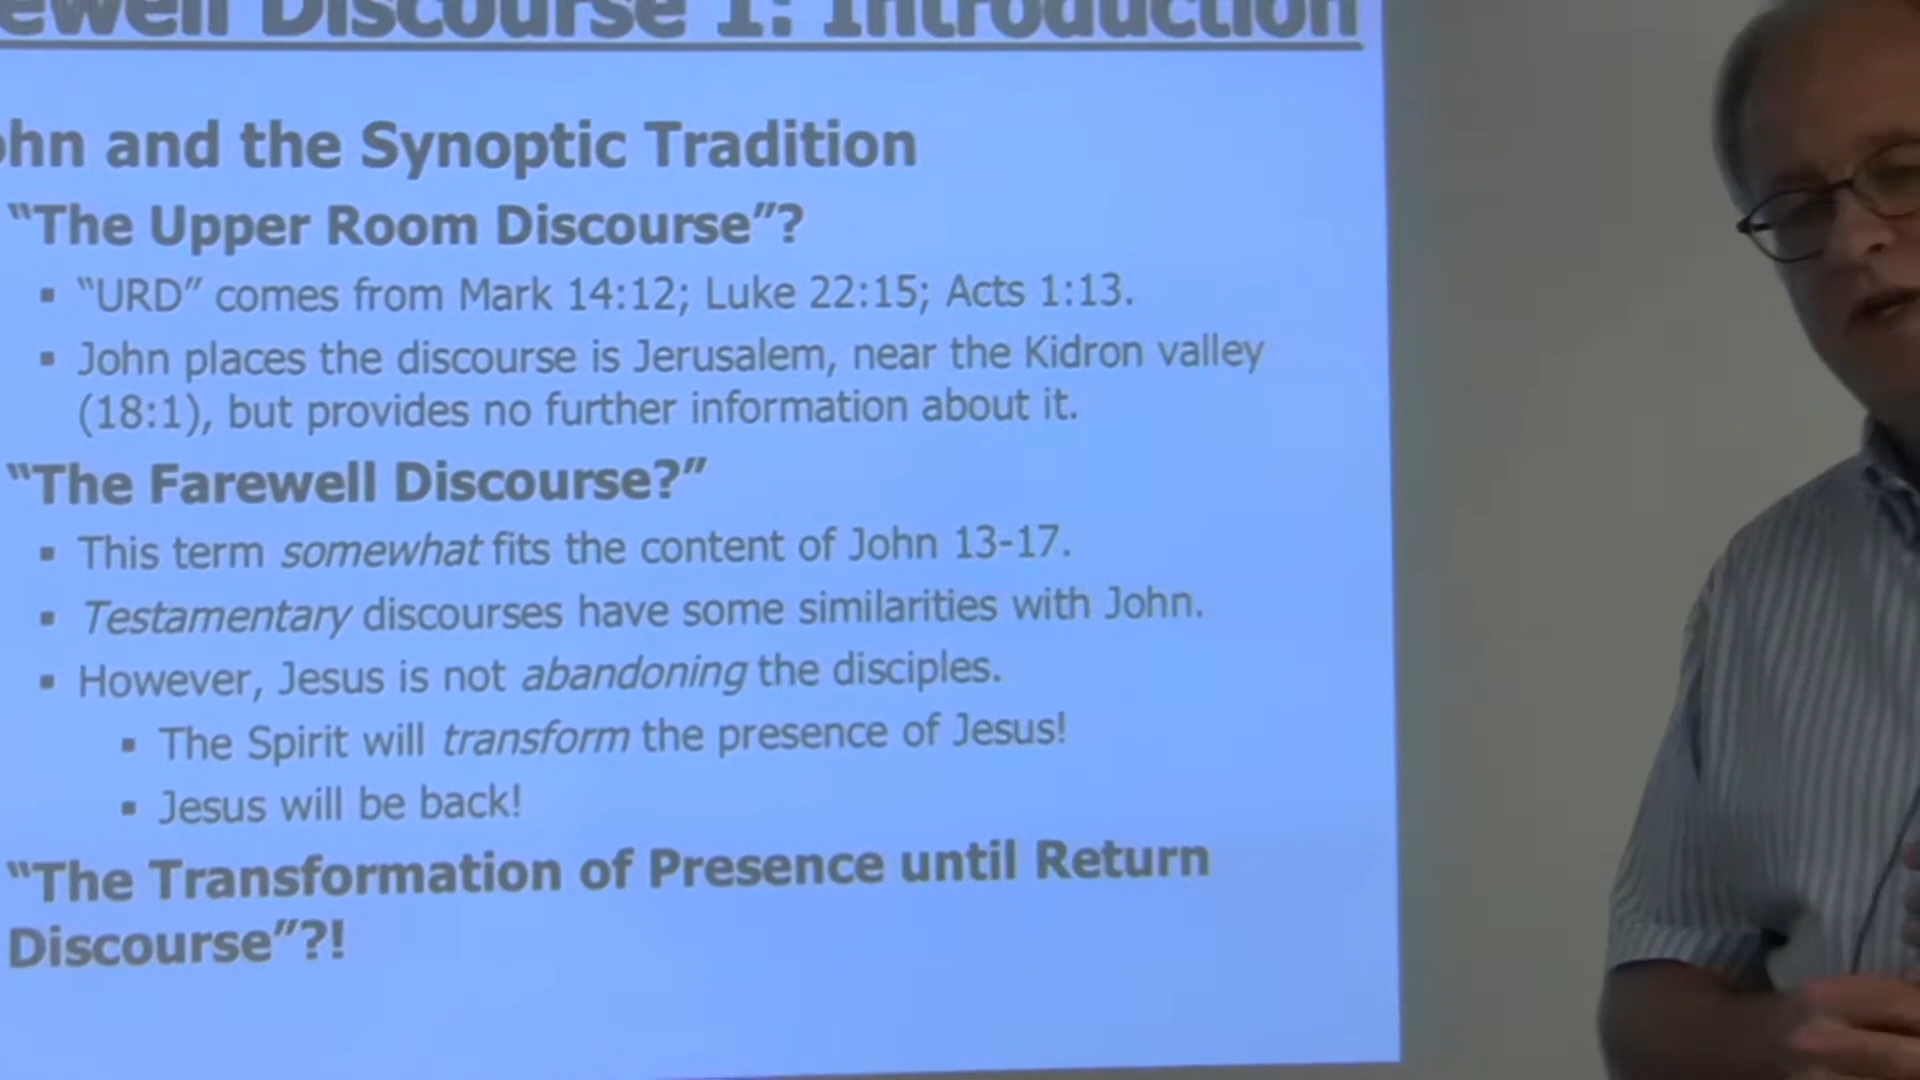 Discourse 1: Introduction
and the Synoptic Tradition
“The Upper Room Discourse”?
▪ “URD” comes from Mark 14:12; Luke 22:15; Acts 1:13.
▪ John places the discourse is Jerusalem, near the Kidron valley
(18:1), but provides no further information about it.
“The Farewell Discourse?”
▪ This term somewhat fits the content of John 13-17.
▪ Testamentary discourses have some similarities with John.
▪ However, Jesus is not abandoning the disciples.
▪ The Spirit will transform the presence of Jesus!
▪ Jesus will be back!
“The Transformation of Presence until Return
Discourse”?!